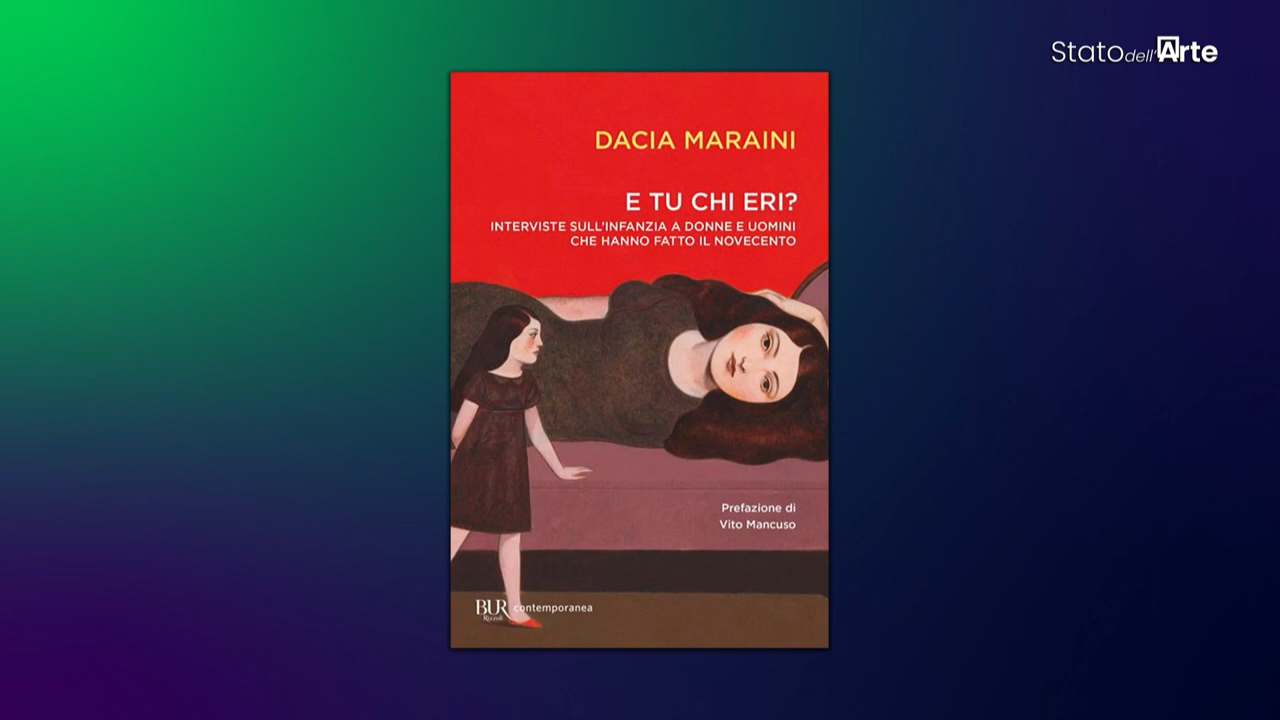 Stato dell'Arte
DACIA MARAINI
E TU CHI ERI?
INTERVISTE SULL'INFANZIA A DONNE E UOMINI
CHE HANNO FATTO IL NOVECENTO
Prefazione di
Vito Mancuso
BUR contemporanea
Rizzoli